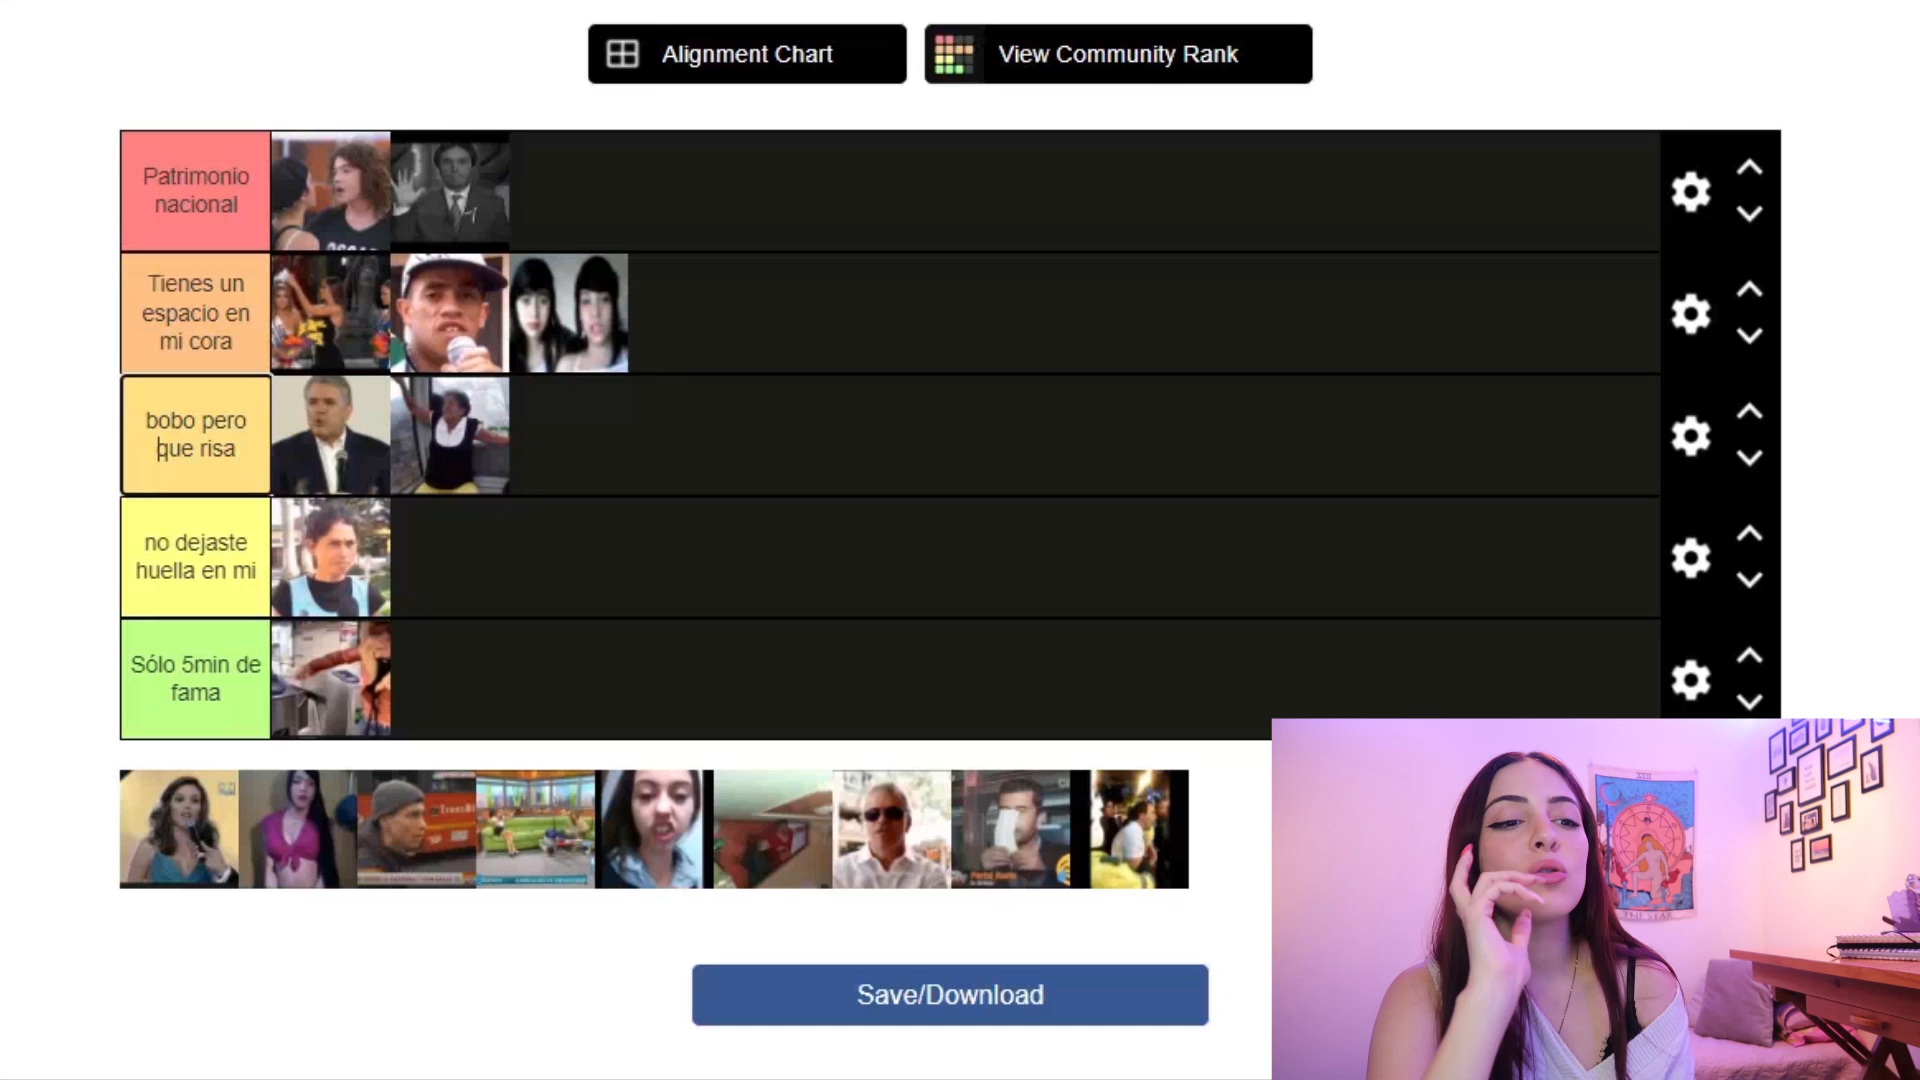 Alignment Chart
View Community Rank
Patrimonio
nacional
Tienes un
espacio en
mi cora
bobo pero
que risa
no dejaste
huella en mi
Sólo 5min de
fama
Save/Download